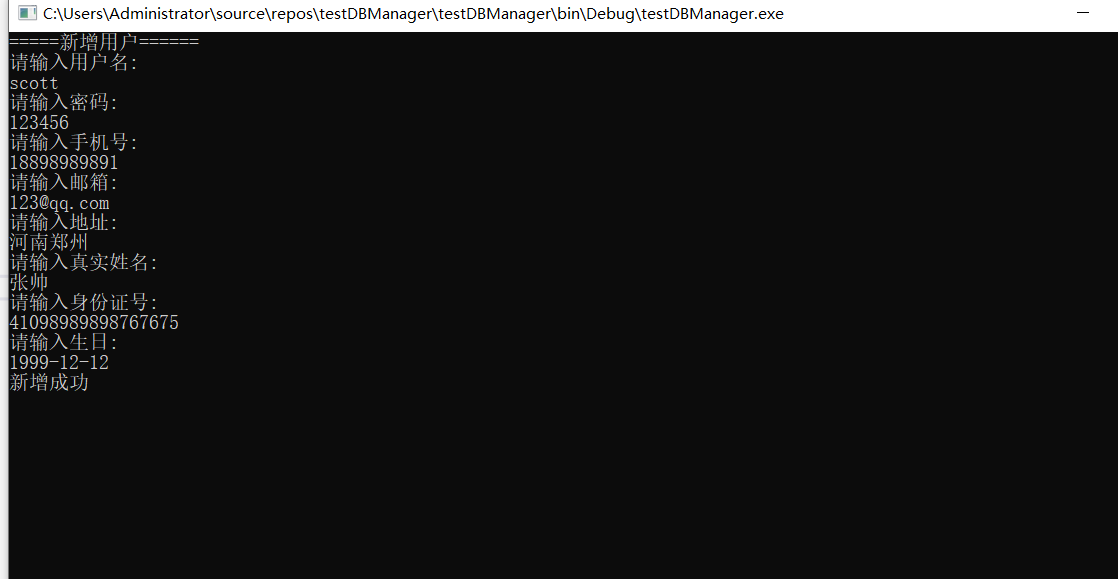 C:\Users\Administrator\source\repos\testDBManager\testDBManager\bin\Debug\testDBManager.exe
=====新增用户======
请输入用户名:
scott
请输入密码:
123456
请输入手机号:
18898989891
请输入邮箱:
123@qq.com
请输入地址:
河南郑州
请输入真实姓名:
张帅
请输入身份证号:
41098989898767675
请输入生日:
1999-12-12
新增成功